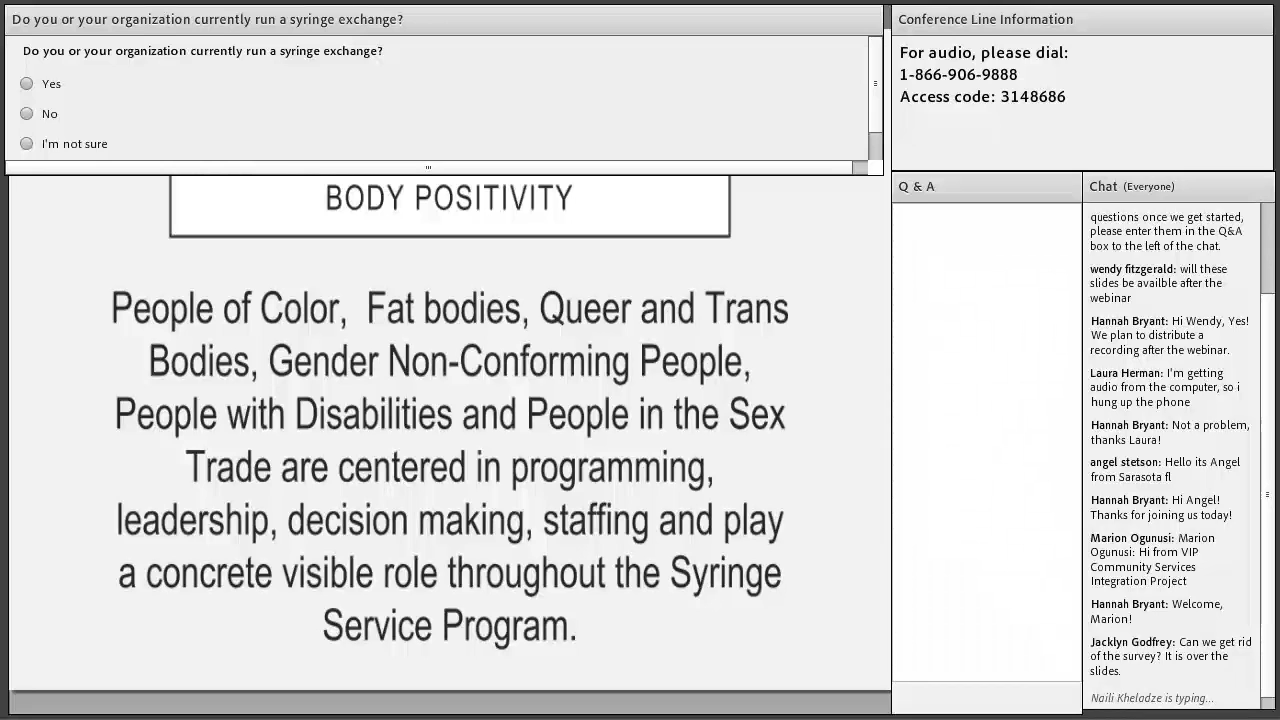 Do you or your organization currently run a syringe exchange?
Do you or your organization currently run a syringe exchange?
Yes
No
I'm not sure
BODY POSITIVITY
People of Color,  Fat bodies, Queer and Trans
Bodies, Gender Non-Conforming People,
People with Disabilities and People in the Sex
Trade are centered in programming,
leadership, decision making, staffing and play
a concrete visible role throughout the Syringe
Service Program.
Conference Line Information
For audio, please dial:
1-866-906-9888
Access code: 3148686
Q & A
Chat (Everyone)
questions once we get started,
please enter them in the Q&A
box to the left of the chat.
wendy fitzgerald: will these
slides be availble after the
webinar
Hannah Bryant: Hi Wendy, Yes!
We plan to distribute a
recording after the webinar.
Laura Herman: I'm getting
audio from the computer, so i
hung up the phone
Hannah Bryant: Not a problem,
thanks Laura!
angel stetson: Hello its Angel
from Sarasota fl
Hannah Bryant: Hi Angel!
Thanks for joining us today!
Marion Ogunusi: Marion
Ogunusi: Hi from VIP
Community Services
Integration Project
Hannah Bryant: Welcome,
Marion!
Jacklyn Godfrey: Can we get rid
of the survey? It is over the
slides.
Naili Kheladze is typing...